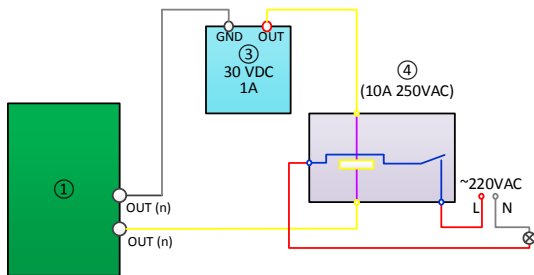 GND OUT
③
30 VDC
1A
④
(10A 250VAC)
①
OUT (n)
OUT (n)
~220VAC
L N